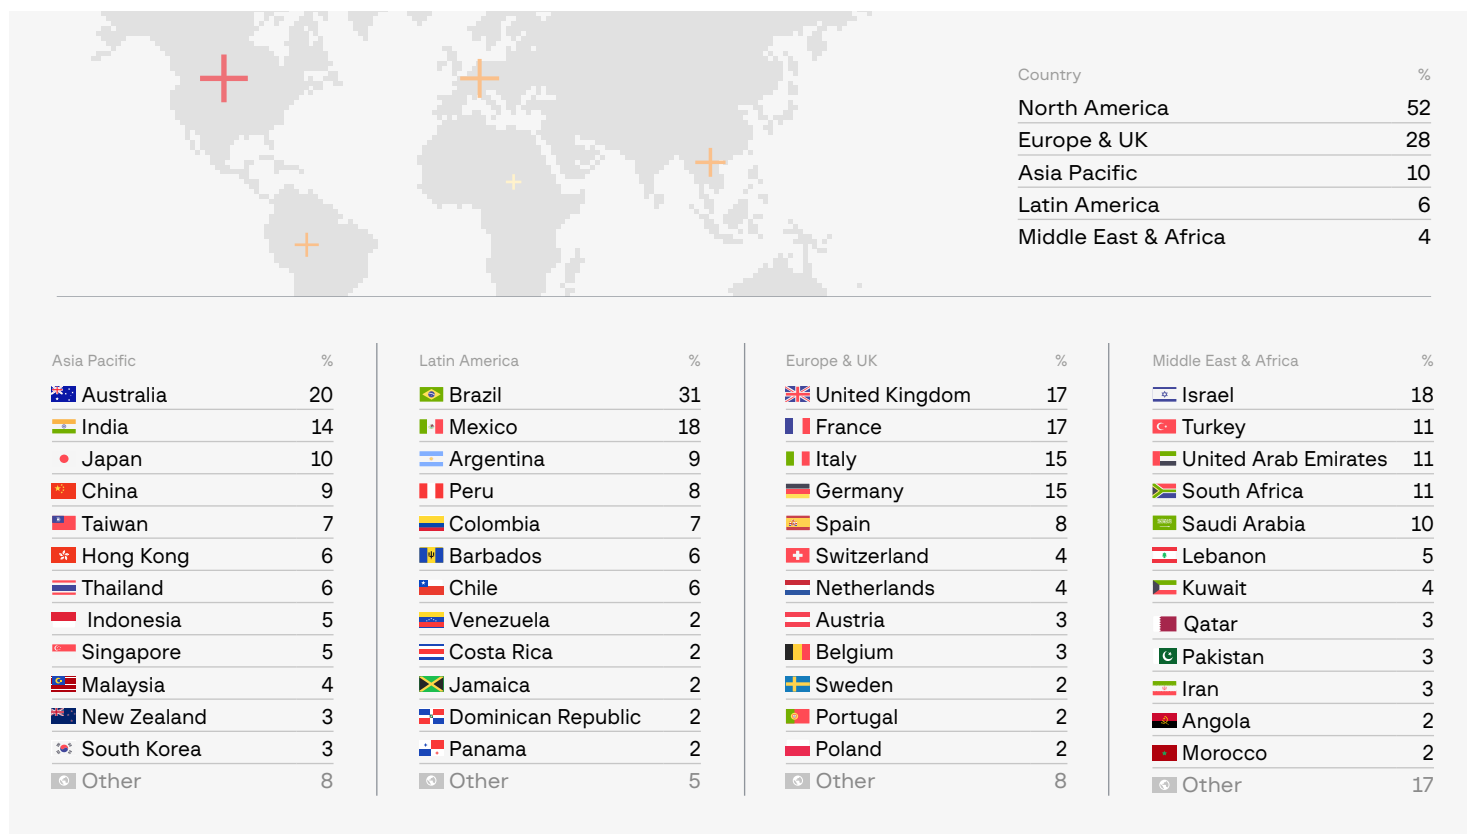 Country %
North America 52
Europe & UK 28
Asia Pacific 10
Latin America 6
Middle East & Africa 4
Asia Pacific %
Australia 20
India 14
Japan 10
China 9
Taiwan 7
Hong Kong 6
Thailand 6
Indonesia 5
Singapore 5
Malaysia 4
New Zealand 3
South Korea 3
Other 8
Latin America %
Brazil 31
Mexico 18
Argentina 9
Peru 8
Colombia 7
Barbados 6
Chile 6
Venezuela 2
Costa Rica 2
Jamaica 2
Dominican Republic 2
Panama 2
Other 5
Europe & UK %
United Kingdom 17
France 17
Italy 15
Germany 15
Spain 8
Switzerland 4
Netherlands 4
Austria 3
Belgium 3
Sweden 2
Portugal 2
Poland 2
Other 8
Middle East & Africa %
Israel 18
Turkey 11
United Arab Emirates 11
South Africa 11
Saudi Arabia 10
Lebanon 5
Kuwait 4
Qatar 3
Pakistan 3
Iran 3
Angola 2
Morocco 2
Other 17